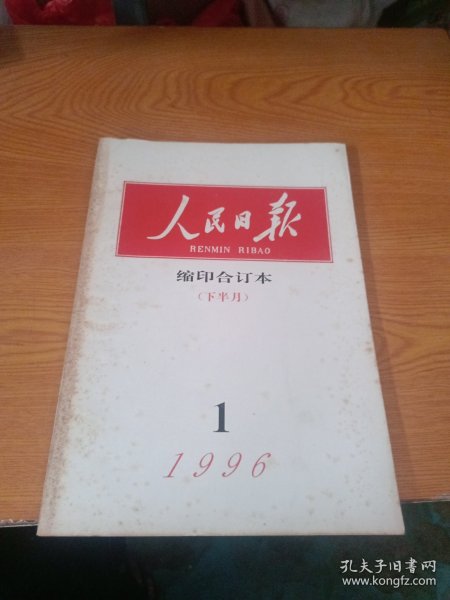 人民日报
RENMIN RIBAO
缩印合订本
(下半月)
1
1996
孔夫子旧书网
www.kongfz.com